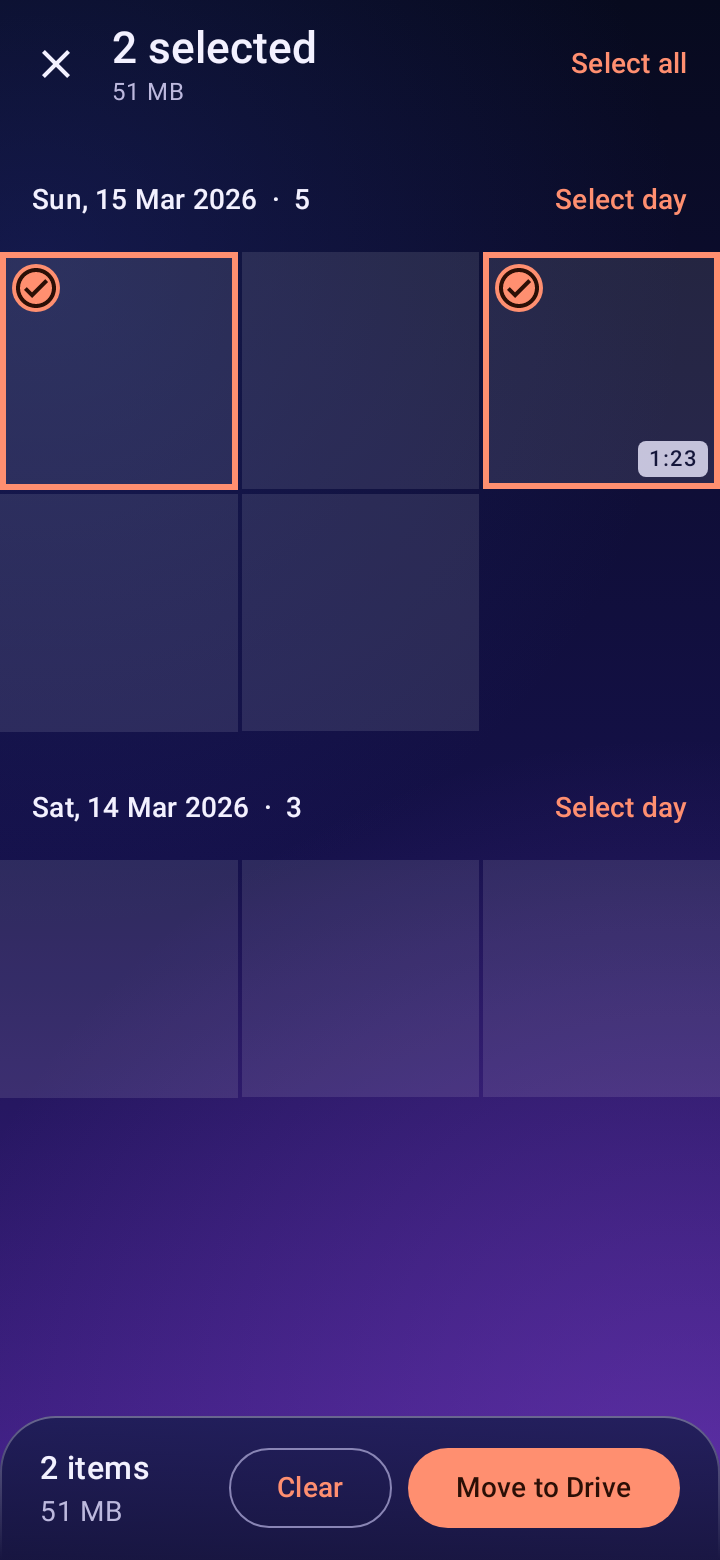 2 selected
51 MB
Select all
Sun, 15 Mar 2026 · 5
Select day
1:23
Sat, 14 Mar 2026 · 3
Select day
2 items
51 MB
Clear
Move to Drive